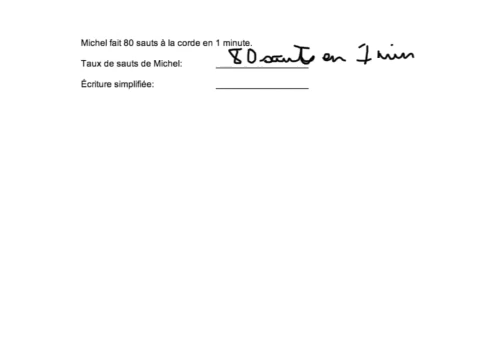 Michel fait 80 sauts à la corde en 1 minute.
Taux de sauts de Michel: 80 sauts en 1 min
Écriture simplifiée: